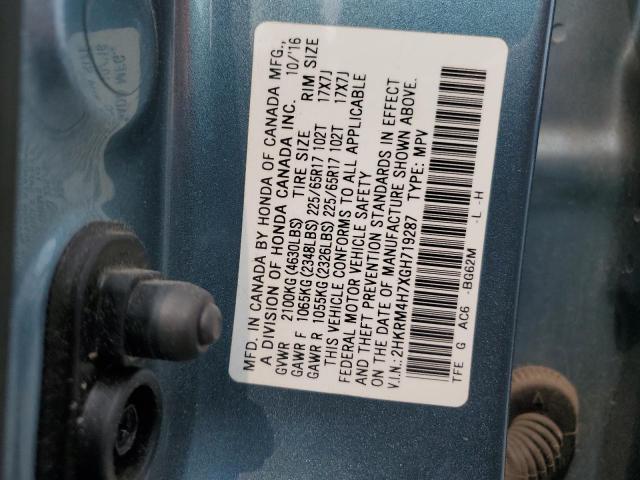 MFD. IN CANADA BY HONDA OF CANADA MFG.,
A DIVISION OF HONDA CANADA INC. 10/'16
GVWR 2100KG(4630LBS) TIRE SIZE RIM SIZE
GAWR F 1065KG(2348LBS) 225/65R17 102T 17X7J
GAWR R 1055KG(2326LBS) 225/65R17 102T 17X7J
THIS VEHICLE CONFORMS TO ALL APPLICABLE
FEDERAL MOTOR VEHICLE SAFETY
AND THEFT PREVENTION STANDARDS IN EFFECT
ON THE DATE OF MANUFACTURE SHOWN ABOVE.
V.I.N.: 2HKRM4H7XGH719287 TYPE: MPV
TFE G AC6 -BG62M -L -H